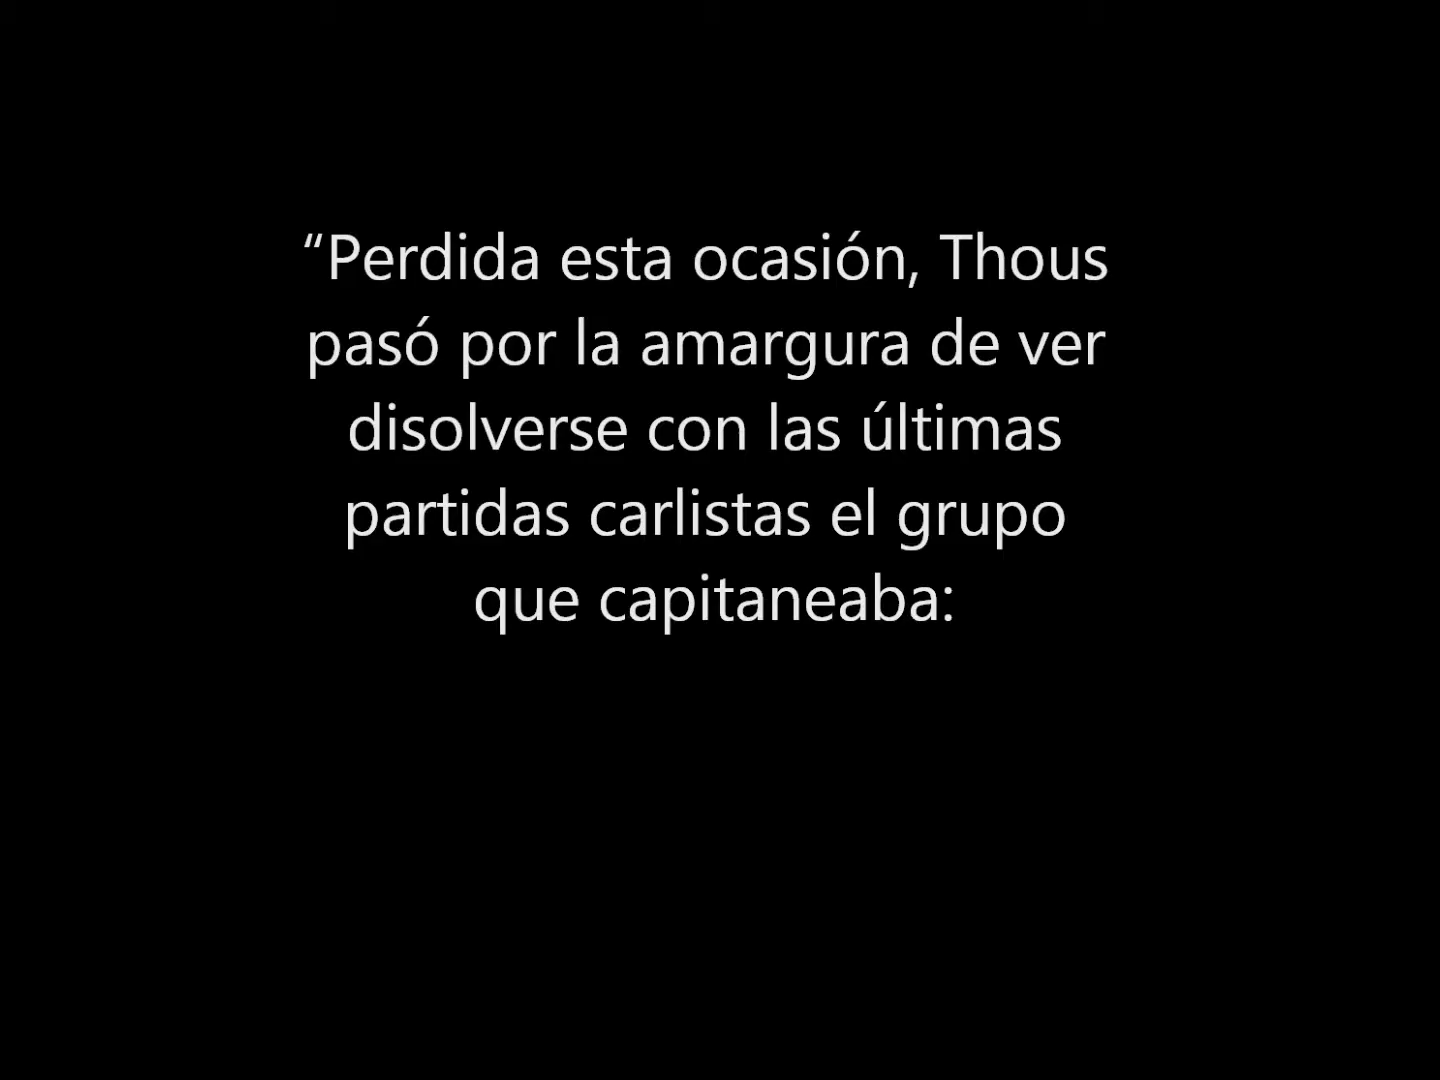 “Perdida esta ocasión, Thous
pasó por la amargura de ver
disolverse con las últimas
partidas carlistas el grupo
que capitaneaba: